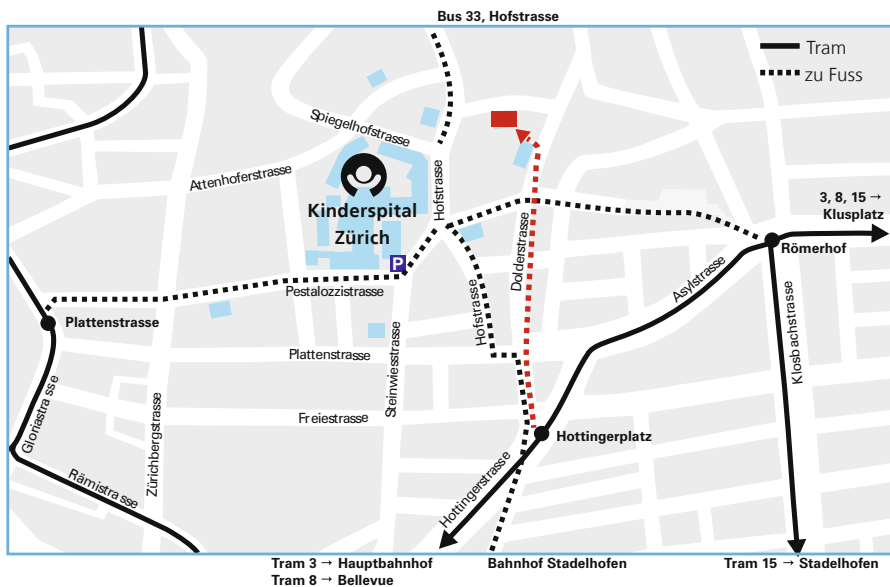 Bus 33, Hofstrasse
Tram
zu Fuss
Spiegelhofstrasse
Attenhoferstrasse
Hofstrasse
Kinderspital
Zürich
3, 8, 15 →
Klusplatz
Römerhof
P
Dolderstrasse
Asylstrasse
Pestalozzistrasse
Hofstrasse
Klosbachstrasse
Plattenstrasse
Plattenstrasse
Steinwiesstrasse
Gloriastrasse
Zürichbergstrasse
Freiestrasse
Hottingerplatz
Rämistrasse
Hottingerstrasse
Tram 3 → Hauptbahnhof
Tram 8 → Bellevue
Bahnhof Stadelhofen
Tram 15 → Stadelhofen